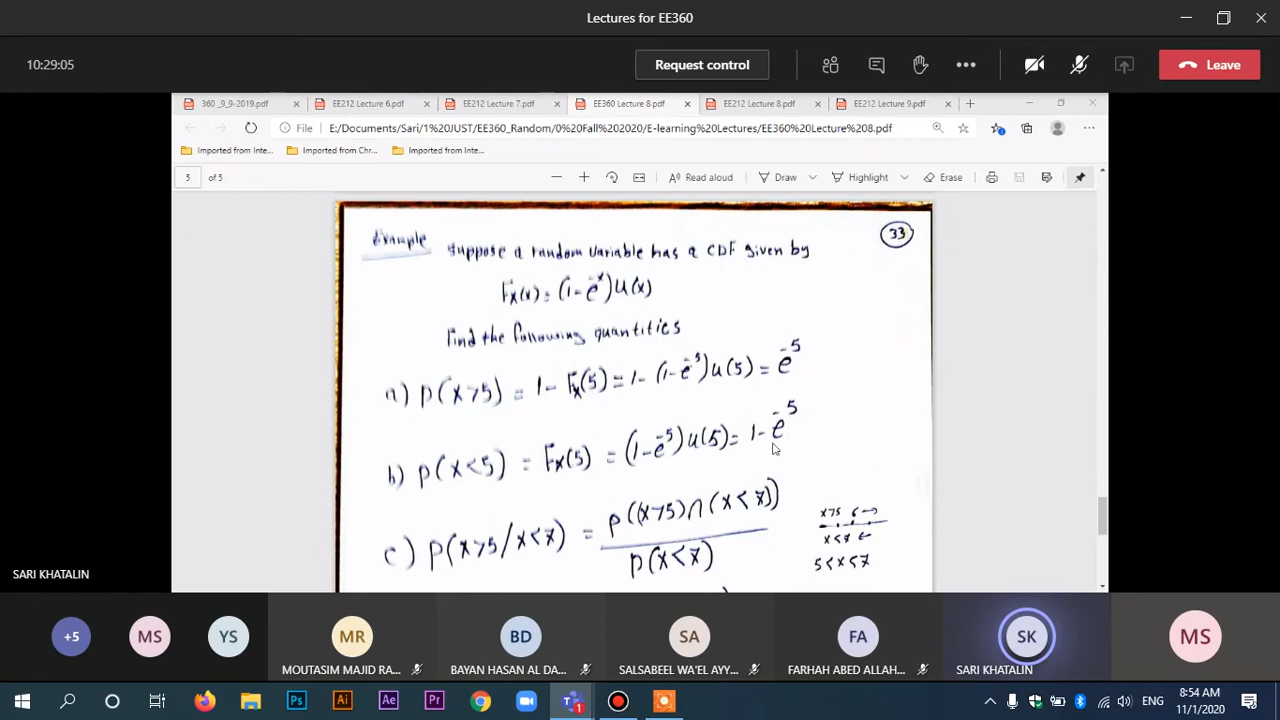 Lectures for EE360
10:29:05
Request control
Leave
360 _9_9-2019.pdf
EE212 Lecture 6.pdf
EE212 Lecture 7.pdf
EE360 Lecture 8.pdf
EE212 Lecture 8.pdf
EE212 Lecture 9.pdf
File
E:/Documents/Sari/1%20JUST/EE360_Random/0%20Fall%202020/E-learning%20Lectures/EE360%20Lecture%208.pdf
Imported from Inte...
Imported from Chr...
Imported from Inte...
5 of 5
Read aloud
Draw
Highlight
Erase
33
Example Suppose a random variable has a CDF given by
Fx(x) = (1-e^-x)u(x)
Find the following quantities
a) p(x>5) = 1- Fx(5) = 1- (1-e^-5)u(5) = e^-5
b) p(x<5) = Fx(5) = (1-e^-5)u(5) = 1-e^-5
c) p(x>5/x<7) = p((x>5)∩(x<7))
p(x<7)
x>5
x<7 ←
5<x<7
SARI KHATALIN
+5
MS
YS
MR
BD
SA
FA
SK
MS
MOUTASIM MAJID RA...
BAYAN HASAN AL DA...
SALSABEEL WA'EL AYY...
FARHAH ABED ALLAH...
SARI KHATALIN
Ps
Ai
Ae
Pr
1
ENG
8:54 AM
11/1/2020